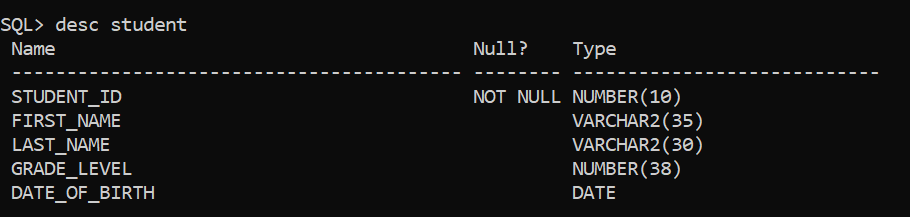 SQL> desc student
Name Null? Type
----------------------------------------- -------- ----------------------------
STUDENT_ID NOT NULL NUMBER(10)
FIRST_NAME VARCHAR2(35)
LAST_NAME VARCHAR2(30)
GRADE_LEVEL NUMBER(38)
DATE_OF_BIRTH DATE